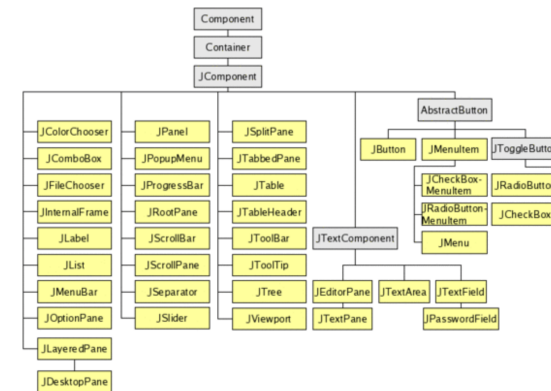 Component
Container
JComponent
AbstractButton
JButton
JMenuItem
JToggleButto
JCheckBox-
MenuItem
JRadioButton-
MenuItem
JMenu
JRadioButto
JCheckBox
JColorChooser
JComboBox
JFileChooser
JInternalFrame
JLabel
JList
JMenuBar
JOptionPane
JLayeredPane
JDesktopPane
JPanel
JPopupMenu
JProgressBar
JRootPane
JScrollBar
JScrollPane
JSeparator
JSlider
JSplitPane
JTabbedPane
JTable
JTableHeader
JToolBar
JToolTip
JTree
JViewport
JTextComponent
JEditorPane
JTextPane
JTextArea
JTextField
JPasswordField